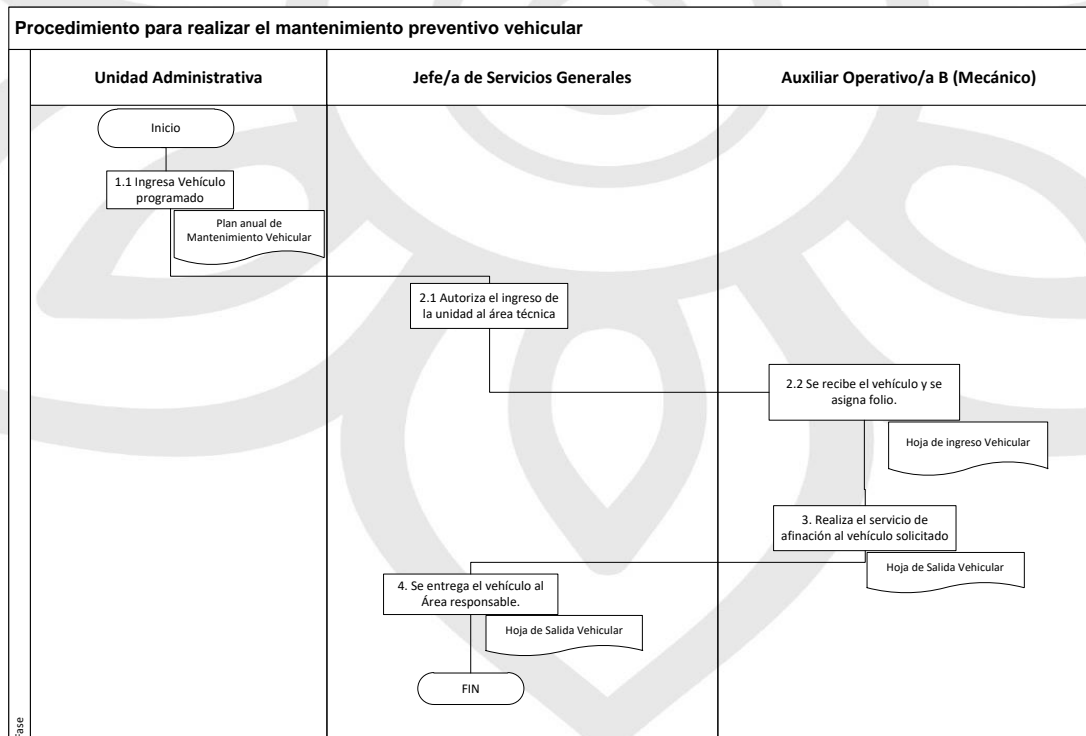 Procedimiento para realizar el mantenimiento preventivo vehicular
Unidad Administrativa
Jefe/a de Servicios Generales
Auxiliar Operativo/a B (Mecánico)
Inicio
1.1 Ingresa Vehículo
programado
Plan anual de
Mantenimiento Vehicular
2.1 Autoriza el ingreso de
la unidad al área técnica
2.2 Se recibe el vehículo y se
asigna folio.
Hoja de ingreso Vehicular
3. Realiza el servicio de
afinación al vehículo solicitado
Hoja de Salida Vehicular
4. Se entrega el vehículo al
Área responsable.
Hoja de Salida Vehicular
FIN
Fase